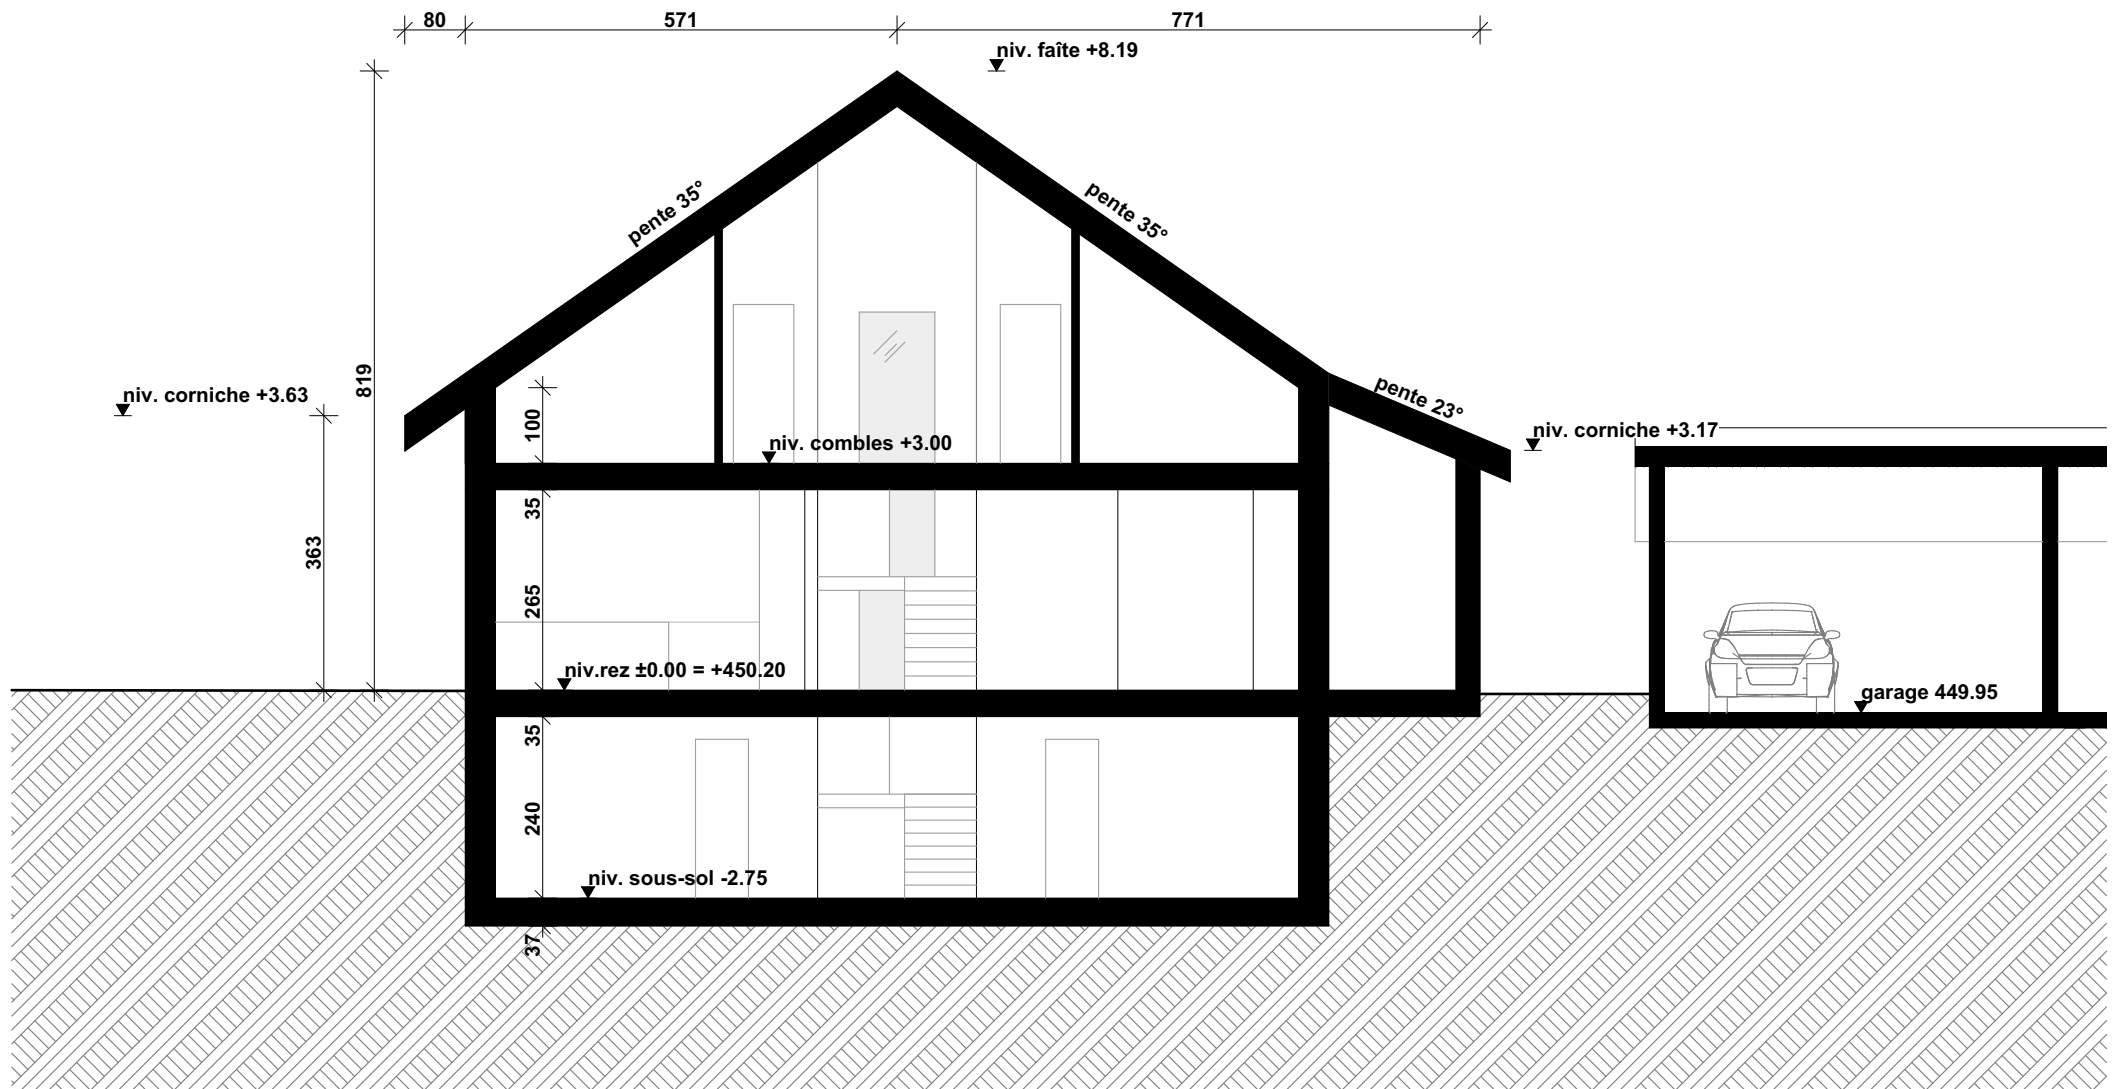 80
571
771
niv. faîte +8.19
pente 35°
pente 35°
819
niv. corniche +3.63
pente 23°
100
niv. combles +3.00
niv. corniche +3.17
35
363
265
niv.rez ±0.00 = +450.20
garage 449.95
35
240
niv. sous-sol -2.75
37